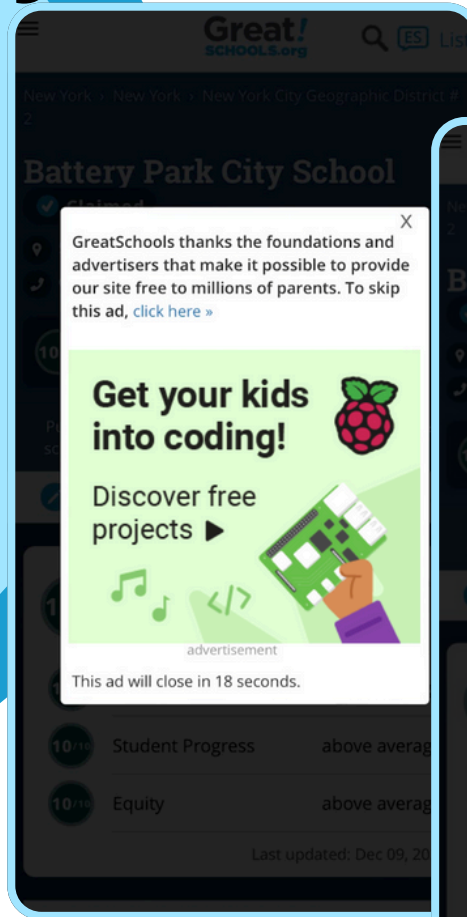 Great!
SCHOOLS.org
ES
List
New York › New York › New York City Geographic District #
2
Battery Park City School
Claimed
X
GreatSchools thanks the foundations and
advertisers that make it possible to provide
our site free to millions of parents. To skip
this ad, click here »
Get your kids
into coding!
Discover free
projects ▶
</>
advertisement
This ad will close in 18 seconds.
10/10 Student Progress above averag
10/10 Equity above averag
Last updated: Dec 09, 20